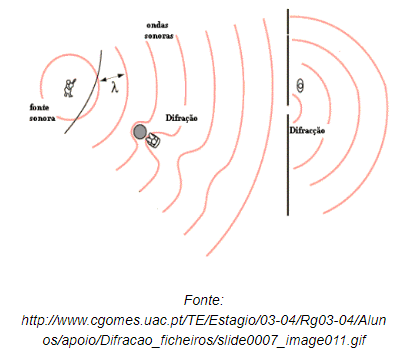 ondas
sonoras
λ
fonte
sonora
Difração
Difracção
Fonte:
http://www.cgomes.uac.pt/TE/Estagio/03-04/Rg03-04/Alun
os/apoio/Difracao_ficheiros/slide0007_image011.gif